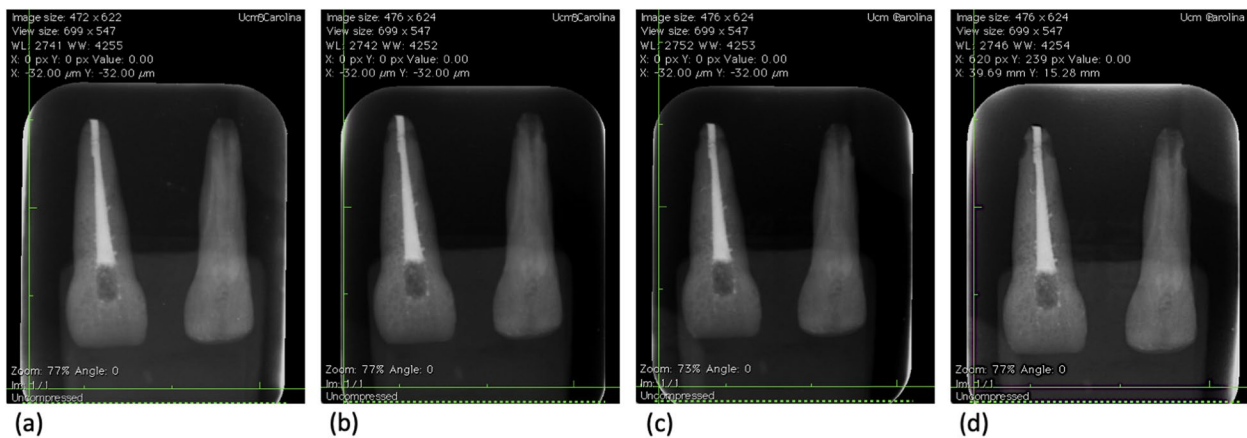 Image size: 472 x 622
View size: 699 x 547
WL: 2741 WW: 4255
X: 0 px Y: 0 px Value: 0.00
X: -32.00 µm Y: -32.00 µm
Zoom: 77% Angle: 0
Im: 1/1
Uncompressed
(a)
Image size: 476 x 624
View size: 699 x 547
WL: 2742 WW: 4252
X: 0 px Y: 0 px Value: 0.00
X: -32.00 µm Y: -32.00 µm
Zoom: 77% Angle: 0
Im: 1/1
Uncompressed
(b)
Image size: 476 x 624
View size: 699 x 547
WL: 2752 WW: 4253
X: 0 px Y: 0 px Value: 0.00
X: -32.00 µm Y: -32.00 µm
Zoom: 73% Angle: 0
Im: 1/1
Uncompressed
(c)
Ucm
Image size: 476 x 624
View size: 699 x 547
WL: 2746 WW: 4254
X: 620 px Y: 239 px Value: 0.00
X: 39.69 mm Y: 15.28 mm
Zoom: 77% Angle: 0
Im: 1/1
Uncompressed
(d)